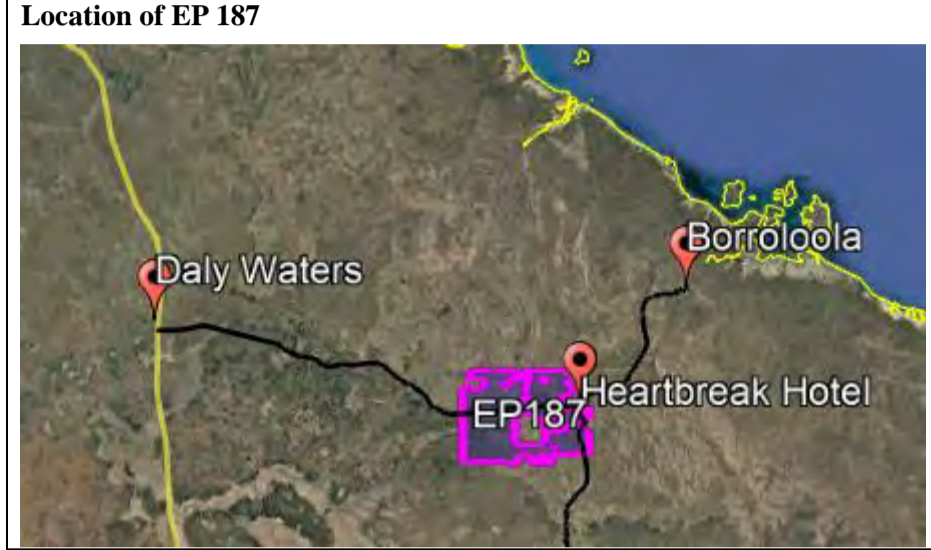 Location of EP 187
Borroloola
Daly Waters
Heartbreak Hotel
EP187